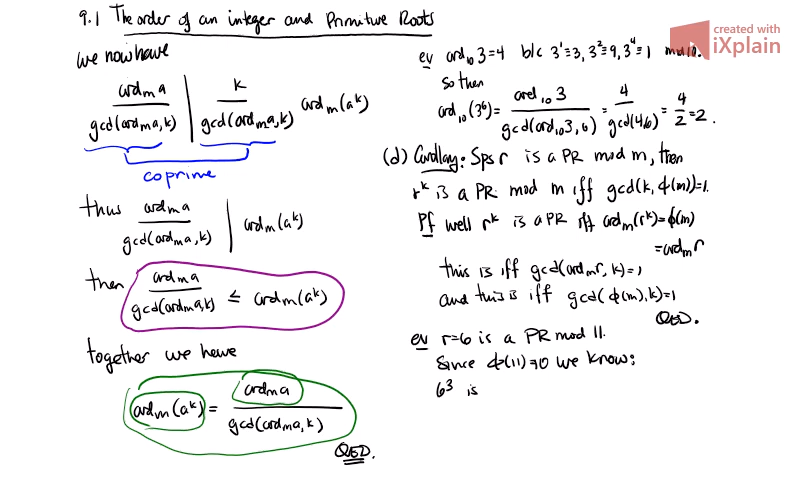 9.1 The order of an integer and Primitive Roots
created with
iXplain
we now have
ord_m a / gcd(ord_m a, k) | k / gcd(ord_m a, k) ord_m(a^k)
coprime
thus ord_m a / gcd(ord_m a, k) | ord_m(a^k)
then ord_m a / gcd(ord_m a, k) ≤ ord_m(a^k)
together we have
ord_m(a^k) = ord_m a / gcd(ord_m a, k)
QED.
ex ord_10 3=4 b/c 3^1≡3, 3^2≡9, 3^4≡1 mod 10.
so then
ord_10(3^6) = ord_10 3 / gcd(ord_10 3, 6) = 4 / gcd(4,6) = 4/2 = 2.
(d) Corollary: Sps r is a PR mod m, then
r^k is a PR mod m iff gcd(k, φ(m))=1.
Pf well r^k is a PR iff ord_m(r^k)=φ(m)
=ord_m r
this is iff gcd(ord_m r, k)=1
and this is iff gcd(φ(m), k)=1
QED.
ex r=6 is a PR mod 11.
Since φ(11)=10 we know:
6^3 is